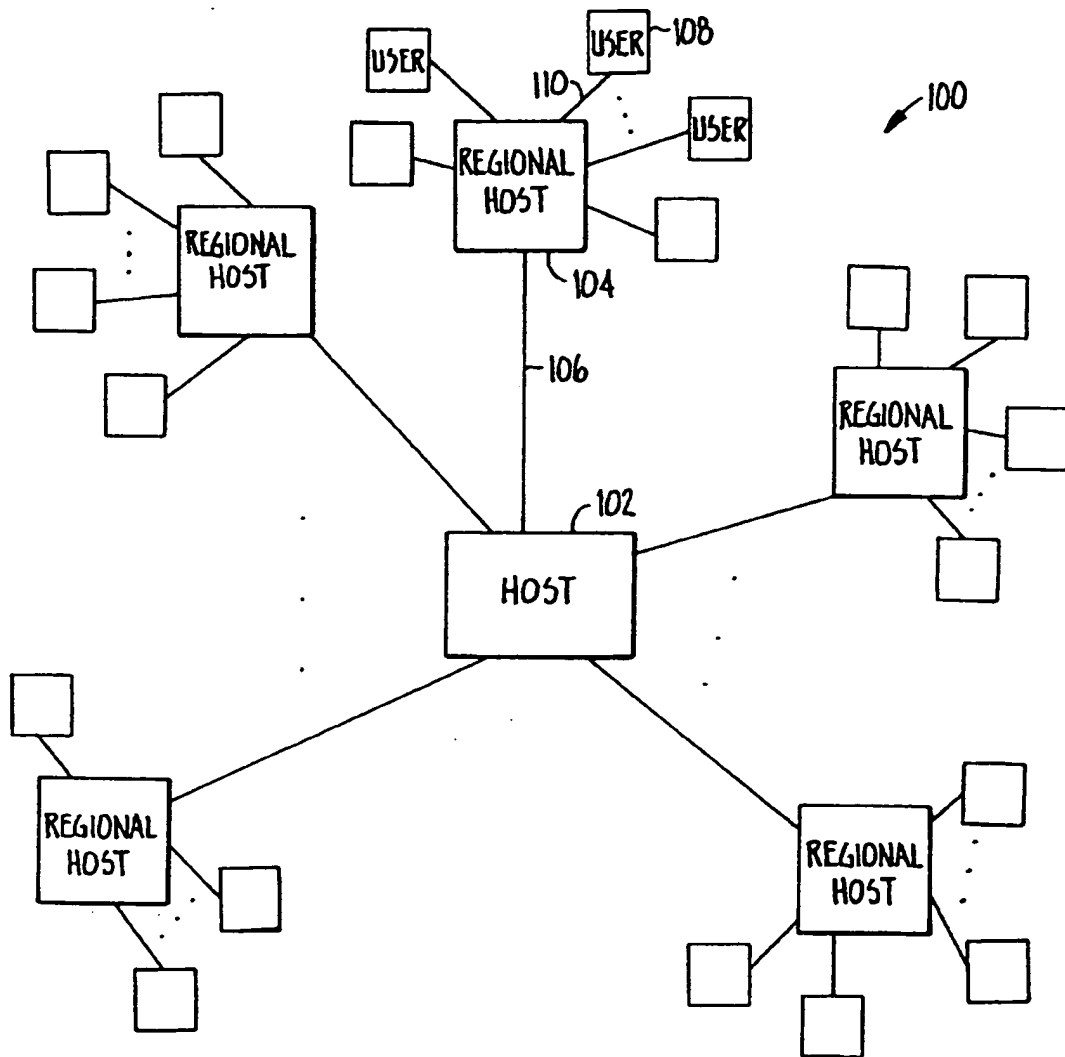 USER
USER
108
110
100
USER
REGIONAL
HOST
REGIONAL
HOST
104
106
REGIONAL
HOST
102
HOST
REGIONAL
HOST
REGIONAL
HOST